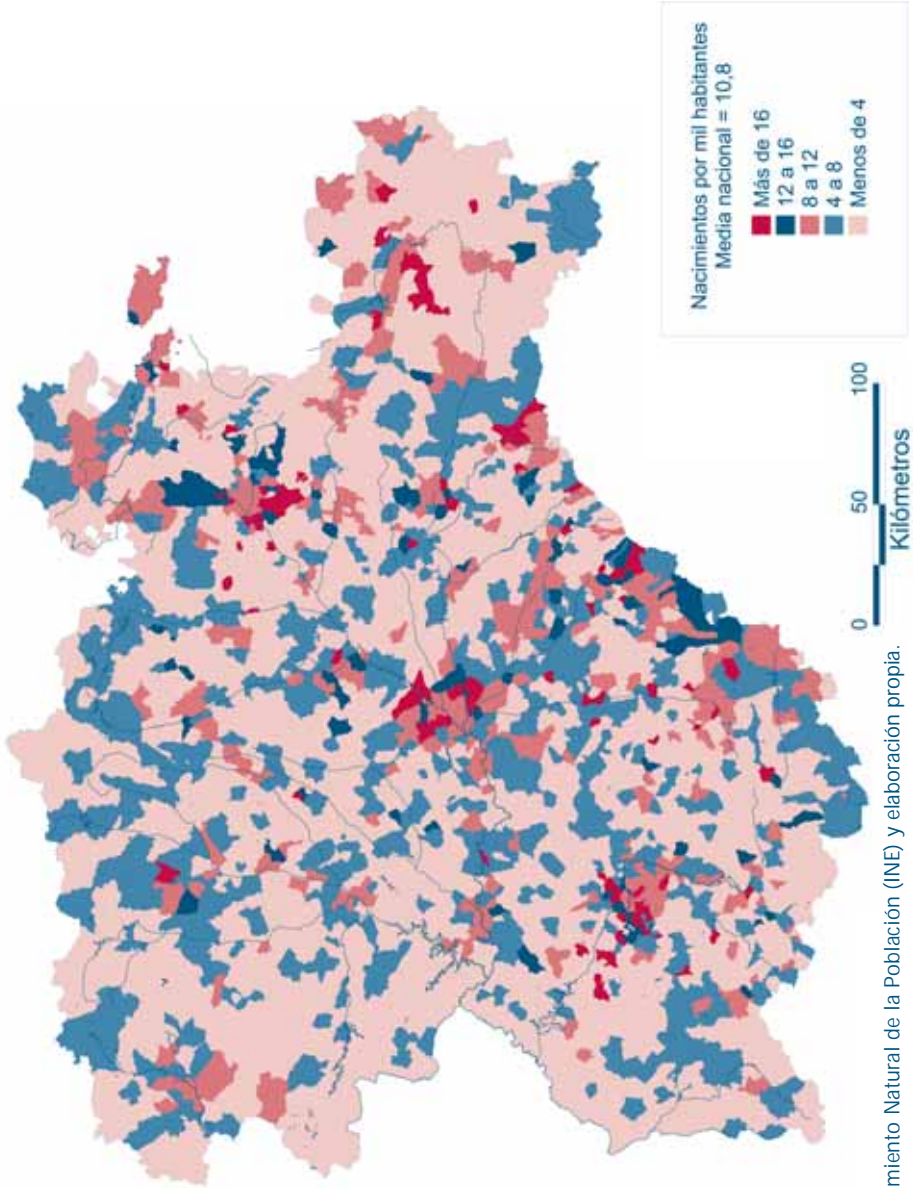 Nacimientos por mil habitantes
Media nacional = 10,8
Más de 16
12 a 16
8 a 12
4 a 8
Menos de 4
0 50 100
Kilómetros
miento Natural de la Población (INE) y elaboración propia.